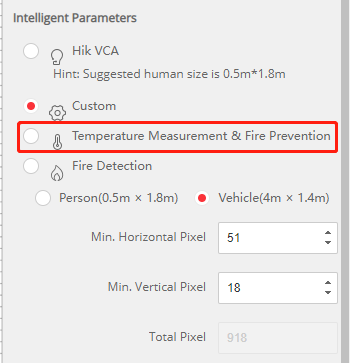 Intelligent Parameters
Hik VCA
Hint: Suggested human size is 0.5m*1.8m
Custom
Temperature Measurement & Fire Prevention
Fire Detection
Person(0.5m × 1.8m) Vehicle(4m × 1.4m)
Min. Horizontal Pixel 51
Min. Vertical Pixel 18
Total Pixel 918